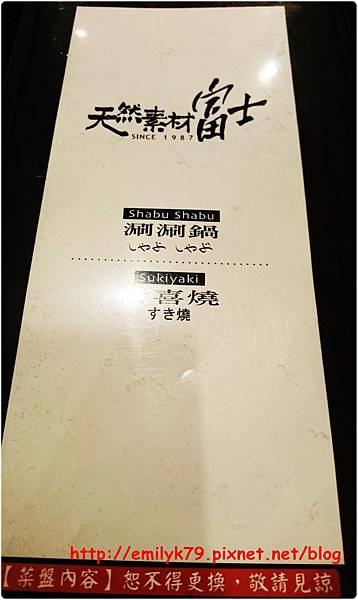 天然素材富士
SINCE 1987
Shabu Shabu
涮涮鍋
しゃぶ しゃぶ
Sukiyaki
喜燒
すき燒
http://emilyk79.pixnet.net/blog
【菜盤內容】恕不得更換，敬請見諒